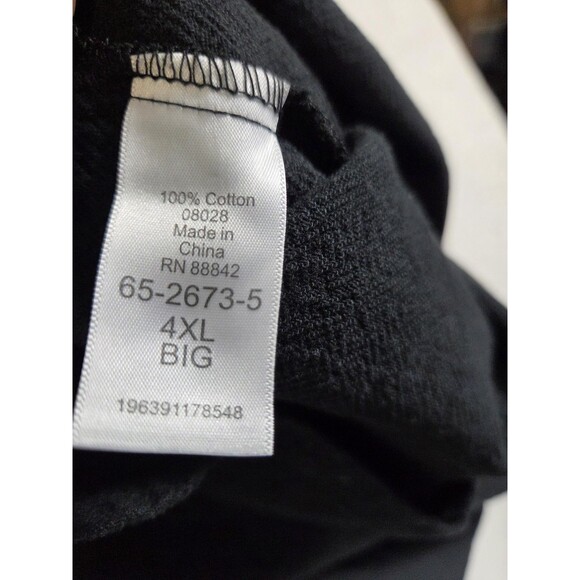 100% Cotton
08028
Made in
China
RN 88842
65-2673-5
4XL
BIG
196391178548